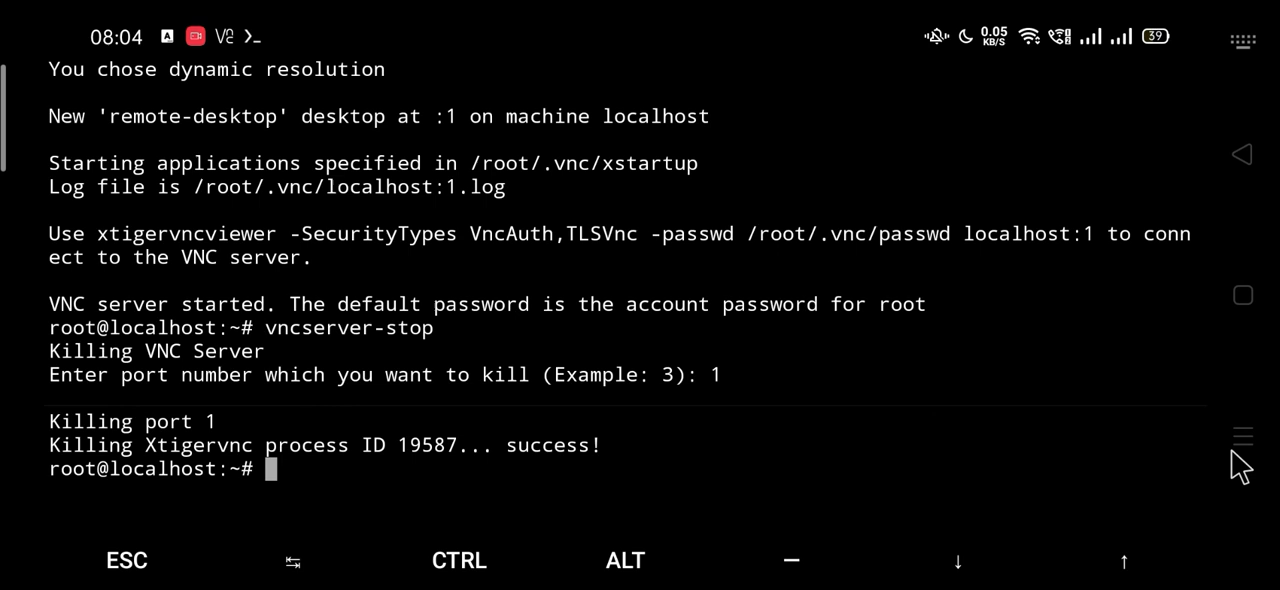 08:04 A VC >_ 0.05 KB/S 39
You chose dynamic resolution
New 'remote-desktop' desktop at :1 on machine localhost
Starting applications specified in /root/.vnc/xstartup
Log file is /root/.vnc/localhost:1.log
Use xtigervncviewer -SecurityTypes VncAuth,TLSVnc -passwd /root/.vnc/passwd localhost:1 to conn
ect to the VNC server.
VNC server started. The default password is the account password for root
root@localhost:~# vncserver-stop
Killing VNC Server
Enter port number which you want to kill (Example: 3): 1
Killing port 1
Killing Xtigervnc process ID 19587... success!
root@localhost:~#
ESC ↹ CTRL ALT — ↓ ↑